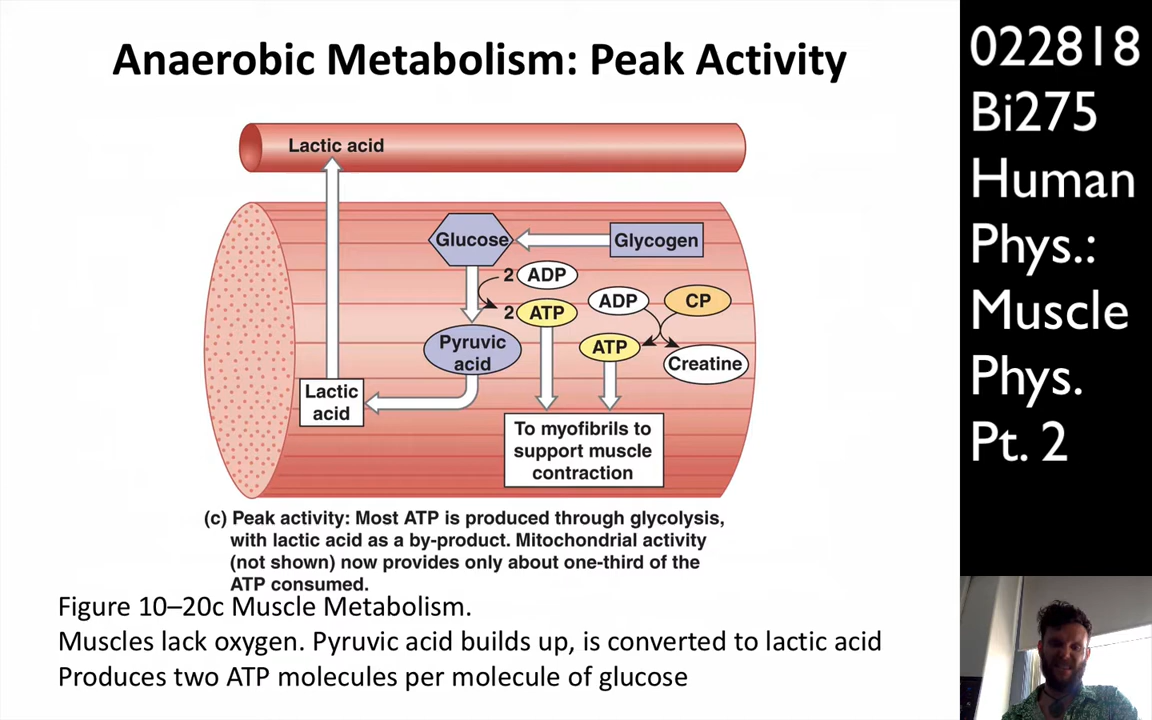 Anaerobic Metabolism: Peak Activity
Lactic acid
Glucose
Glycogen
2 ADP
2 ATP
ADP
CP
Pyruvic
acid
ATP
Creatine
Lactic
acid
To myofibrils to
support muscle
contraction
(c) Peak activity: Most ATP is produced through glycolysis,
with lactic acid as a by-product. Mitochondrial activity
(not shown) now provides only about one-third of the
ATP consumed.
Figure 10–20c Muscle Metabolism.
Muscles lack oxygen. Pyruvic acid builds up, is converted to lactic acid
Produces two ATP molecules per molecule of glucose
022818
Bi275
Human
Phys.:
Muscle
Phys.
Pt. 2